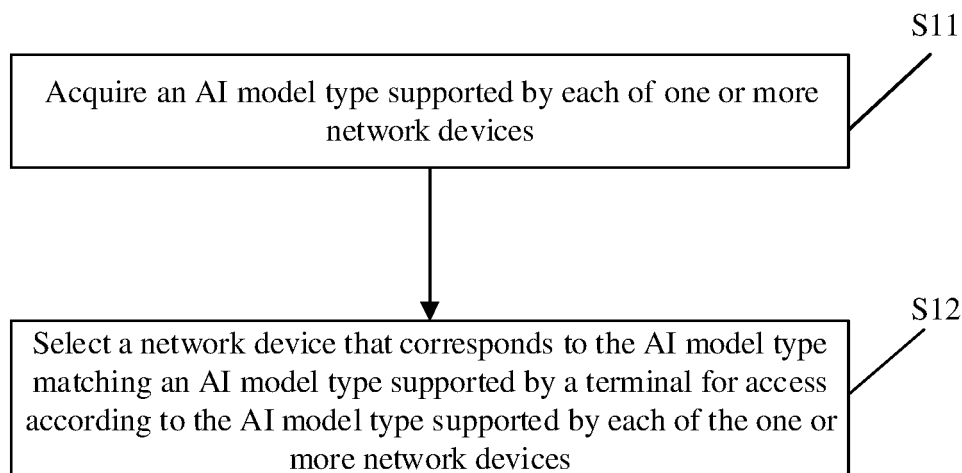 S11
Acquire an AI model type supported by each of one or more
network devices
S12
Select a network device that corresponds to the AI model type
matching an AI model type supported by a terminal for access
according to the AI model type supported by each of the one or
more network devices